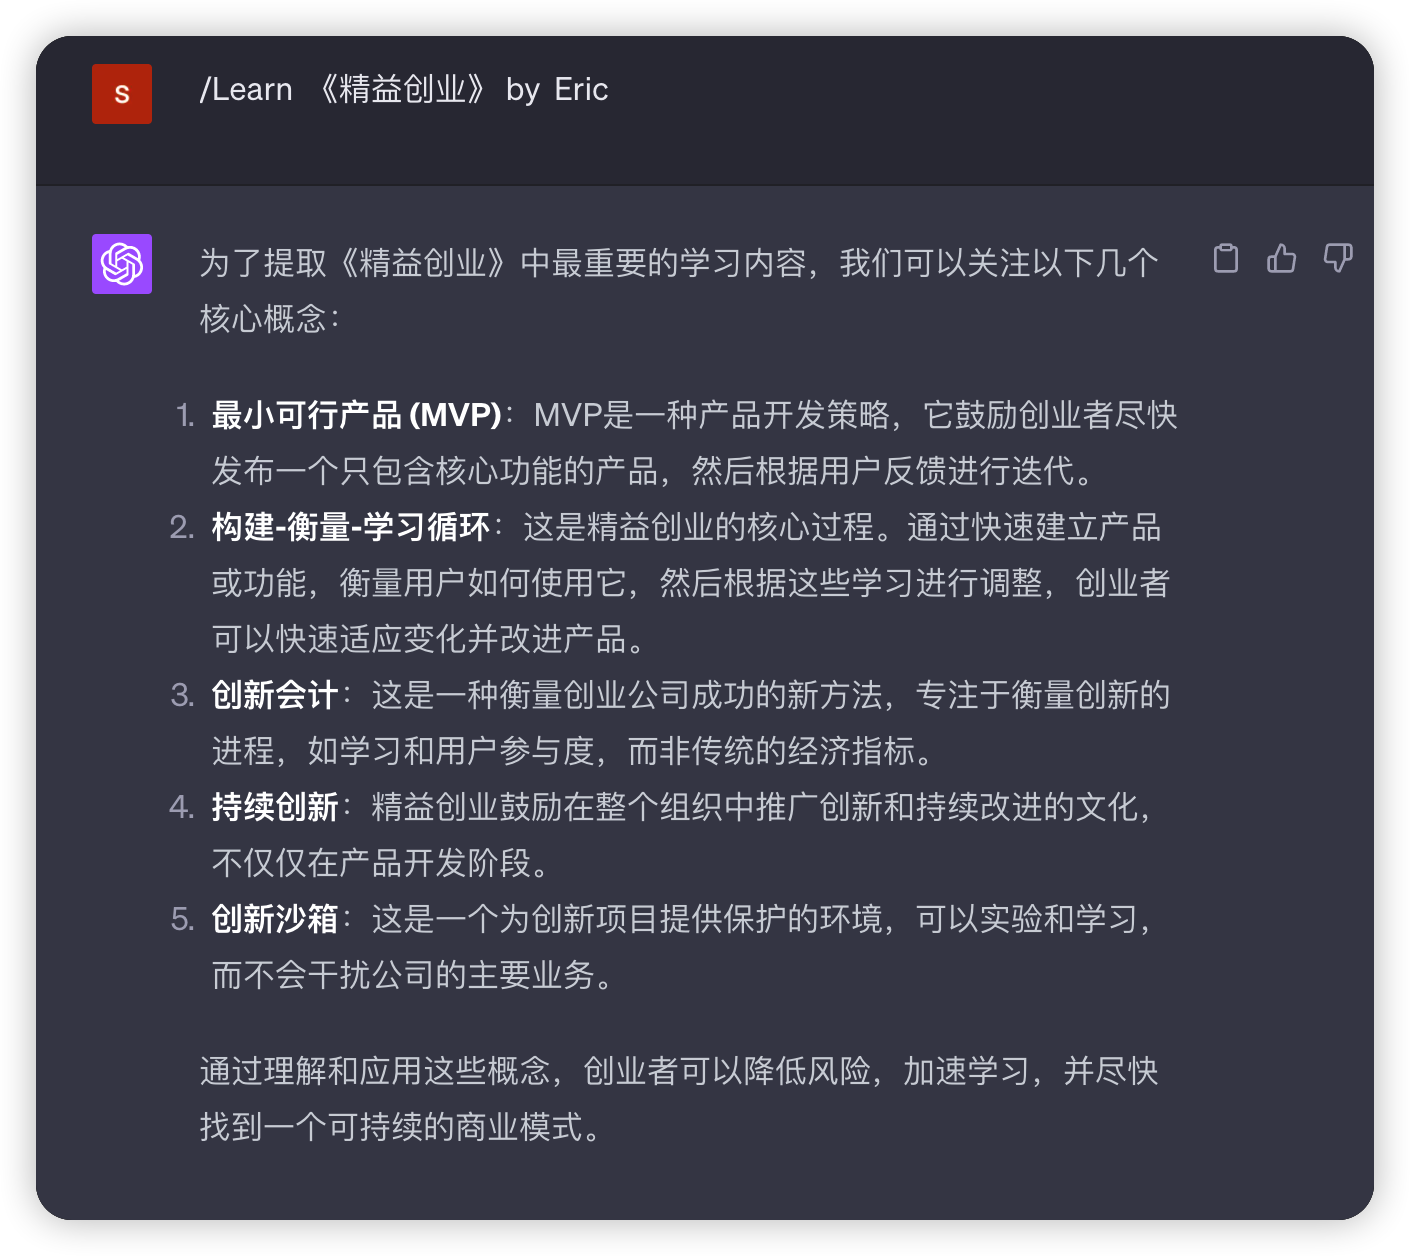 S
/Learn 《精益创业》 by Eric
为了提取《精益创业》中最重要的学习内容，我们可以关注以下几个
核心概念：
1. 最小可行产品 (MVP)：MVP是一种产品开发策略，它鼓励创业者尽快
发布一个只包含核心功能的产品，然后根据用户反馈进行迭代。
2. 构建-衡量-学习循环：这是精益创业的核心过程。通过快速建立产品
或功能，衡量用户如何使用它，然后根据这些学习进行调整，创业者
可以快速适应变化并改进产品。
3. 创新会计：这是一种衡量创业公司成功的新方法，专注于衡量创新的
进程，如学习和用户参与度，而非传统的经济指标。
4. 持续创新：精益创业鼓励在整个组织中推广创新和持续改进的文化，
不仅仅在产品开发阶段。
5. 创新沙箱：这是一个为创新项目提供保护的环境，可以实验和学习，
而不会干扰公司的主要业务。
通过理解和应用这些概念，创业者可以降低风险，加速学习，并尽快
找到一个可持续的商业模式。